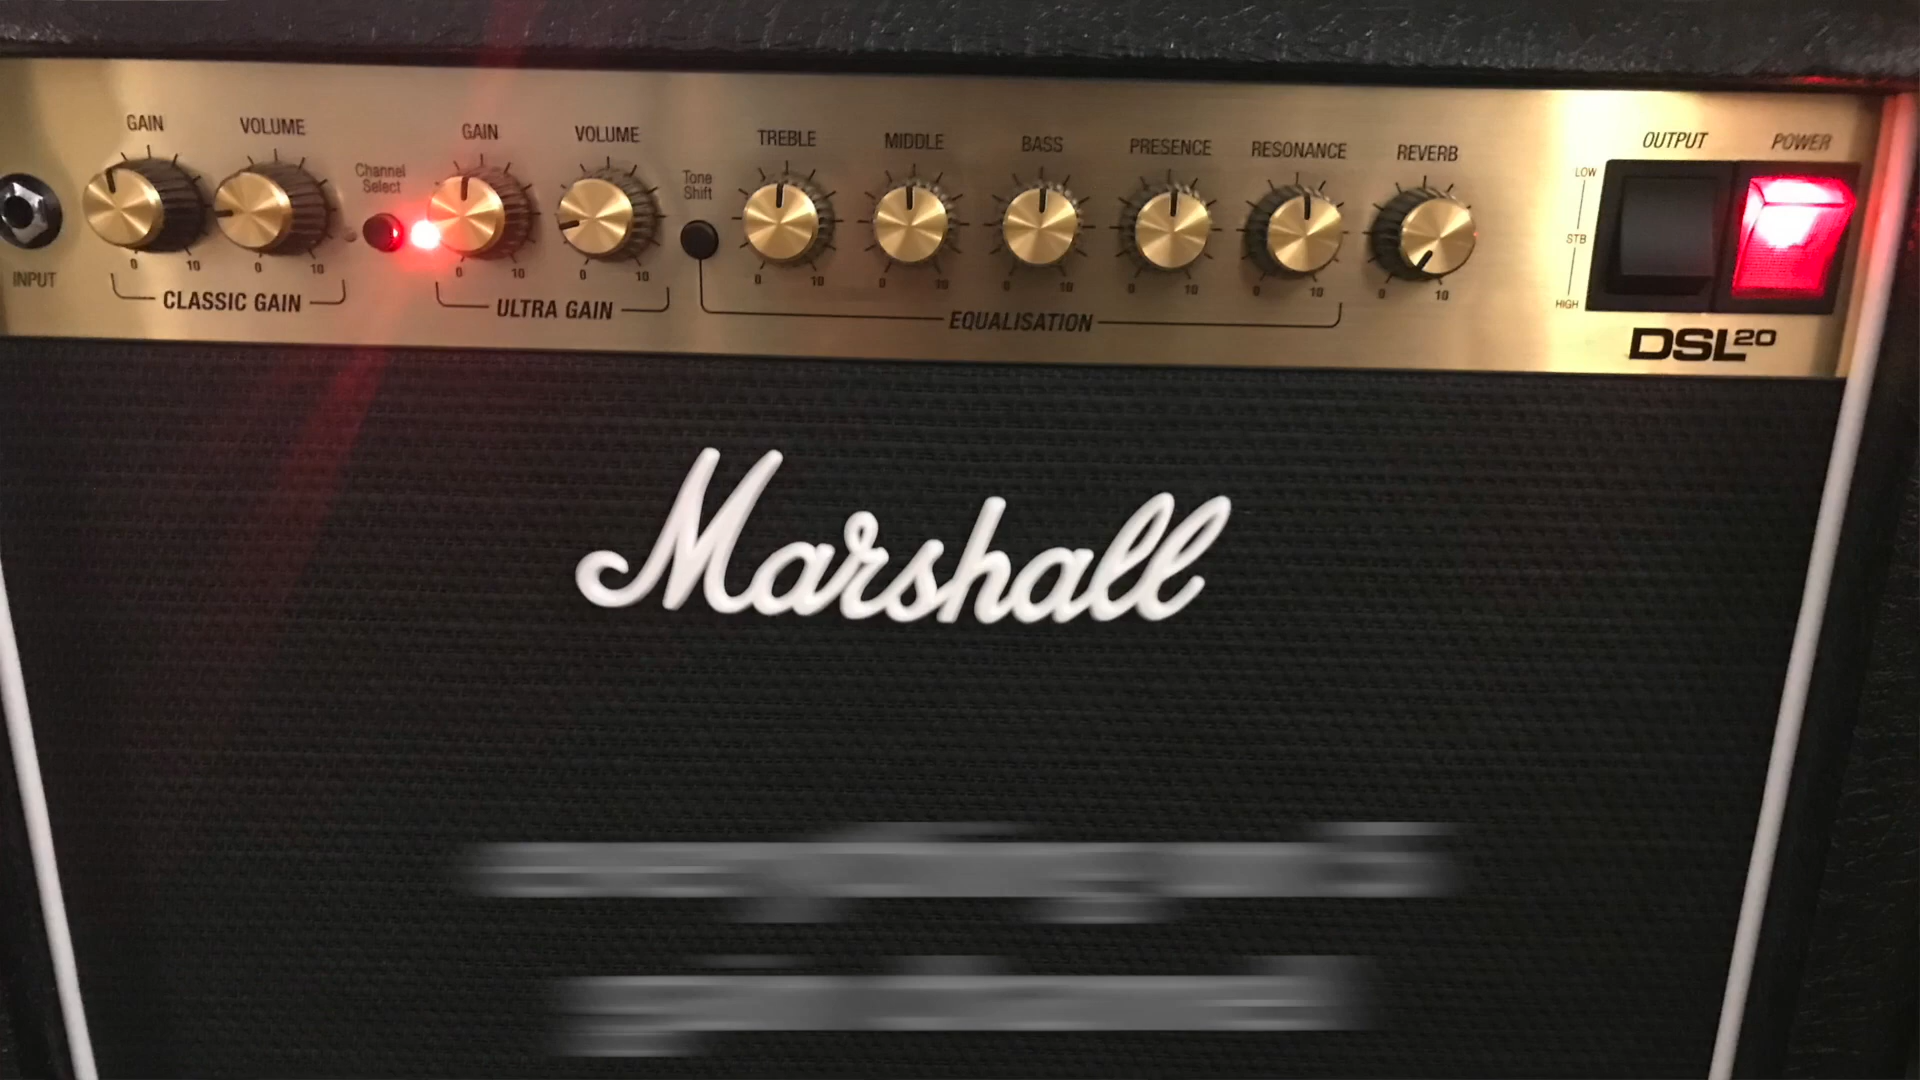 GAIN VOLUME GAIN VOLUME TREBLE MIDDLE BASS PRESENCE RESONANCE REVERB OUTPUT POWER
Channel
Select
Tone
Shift
LOW
STB
HIGH
0 10 0 10 0 10 0 10 0 10 0 10 0 10 0 10 0 10 0 10
INPUT
CLASSIC GAIN ULTRA GAIN EQUALISATION
DSL20
Marshall